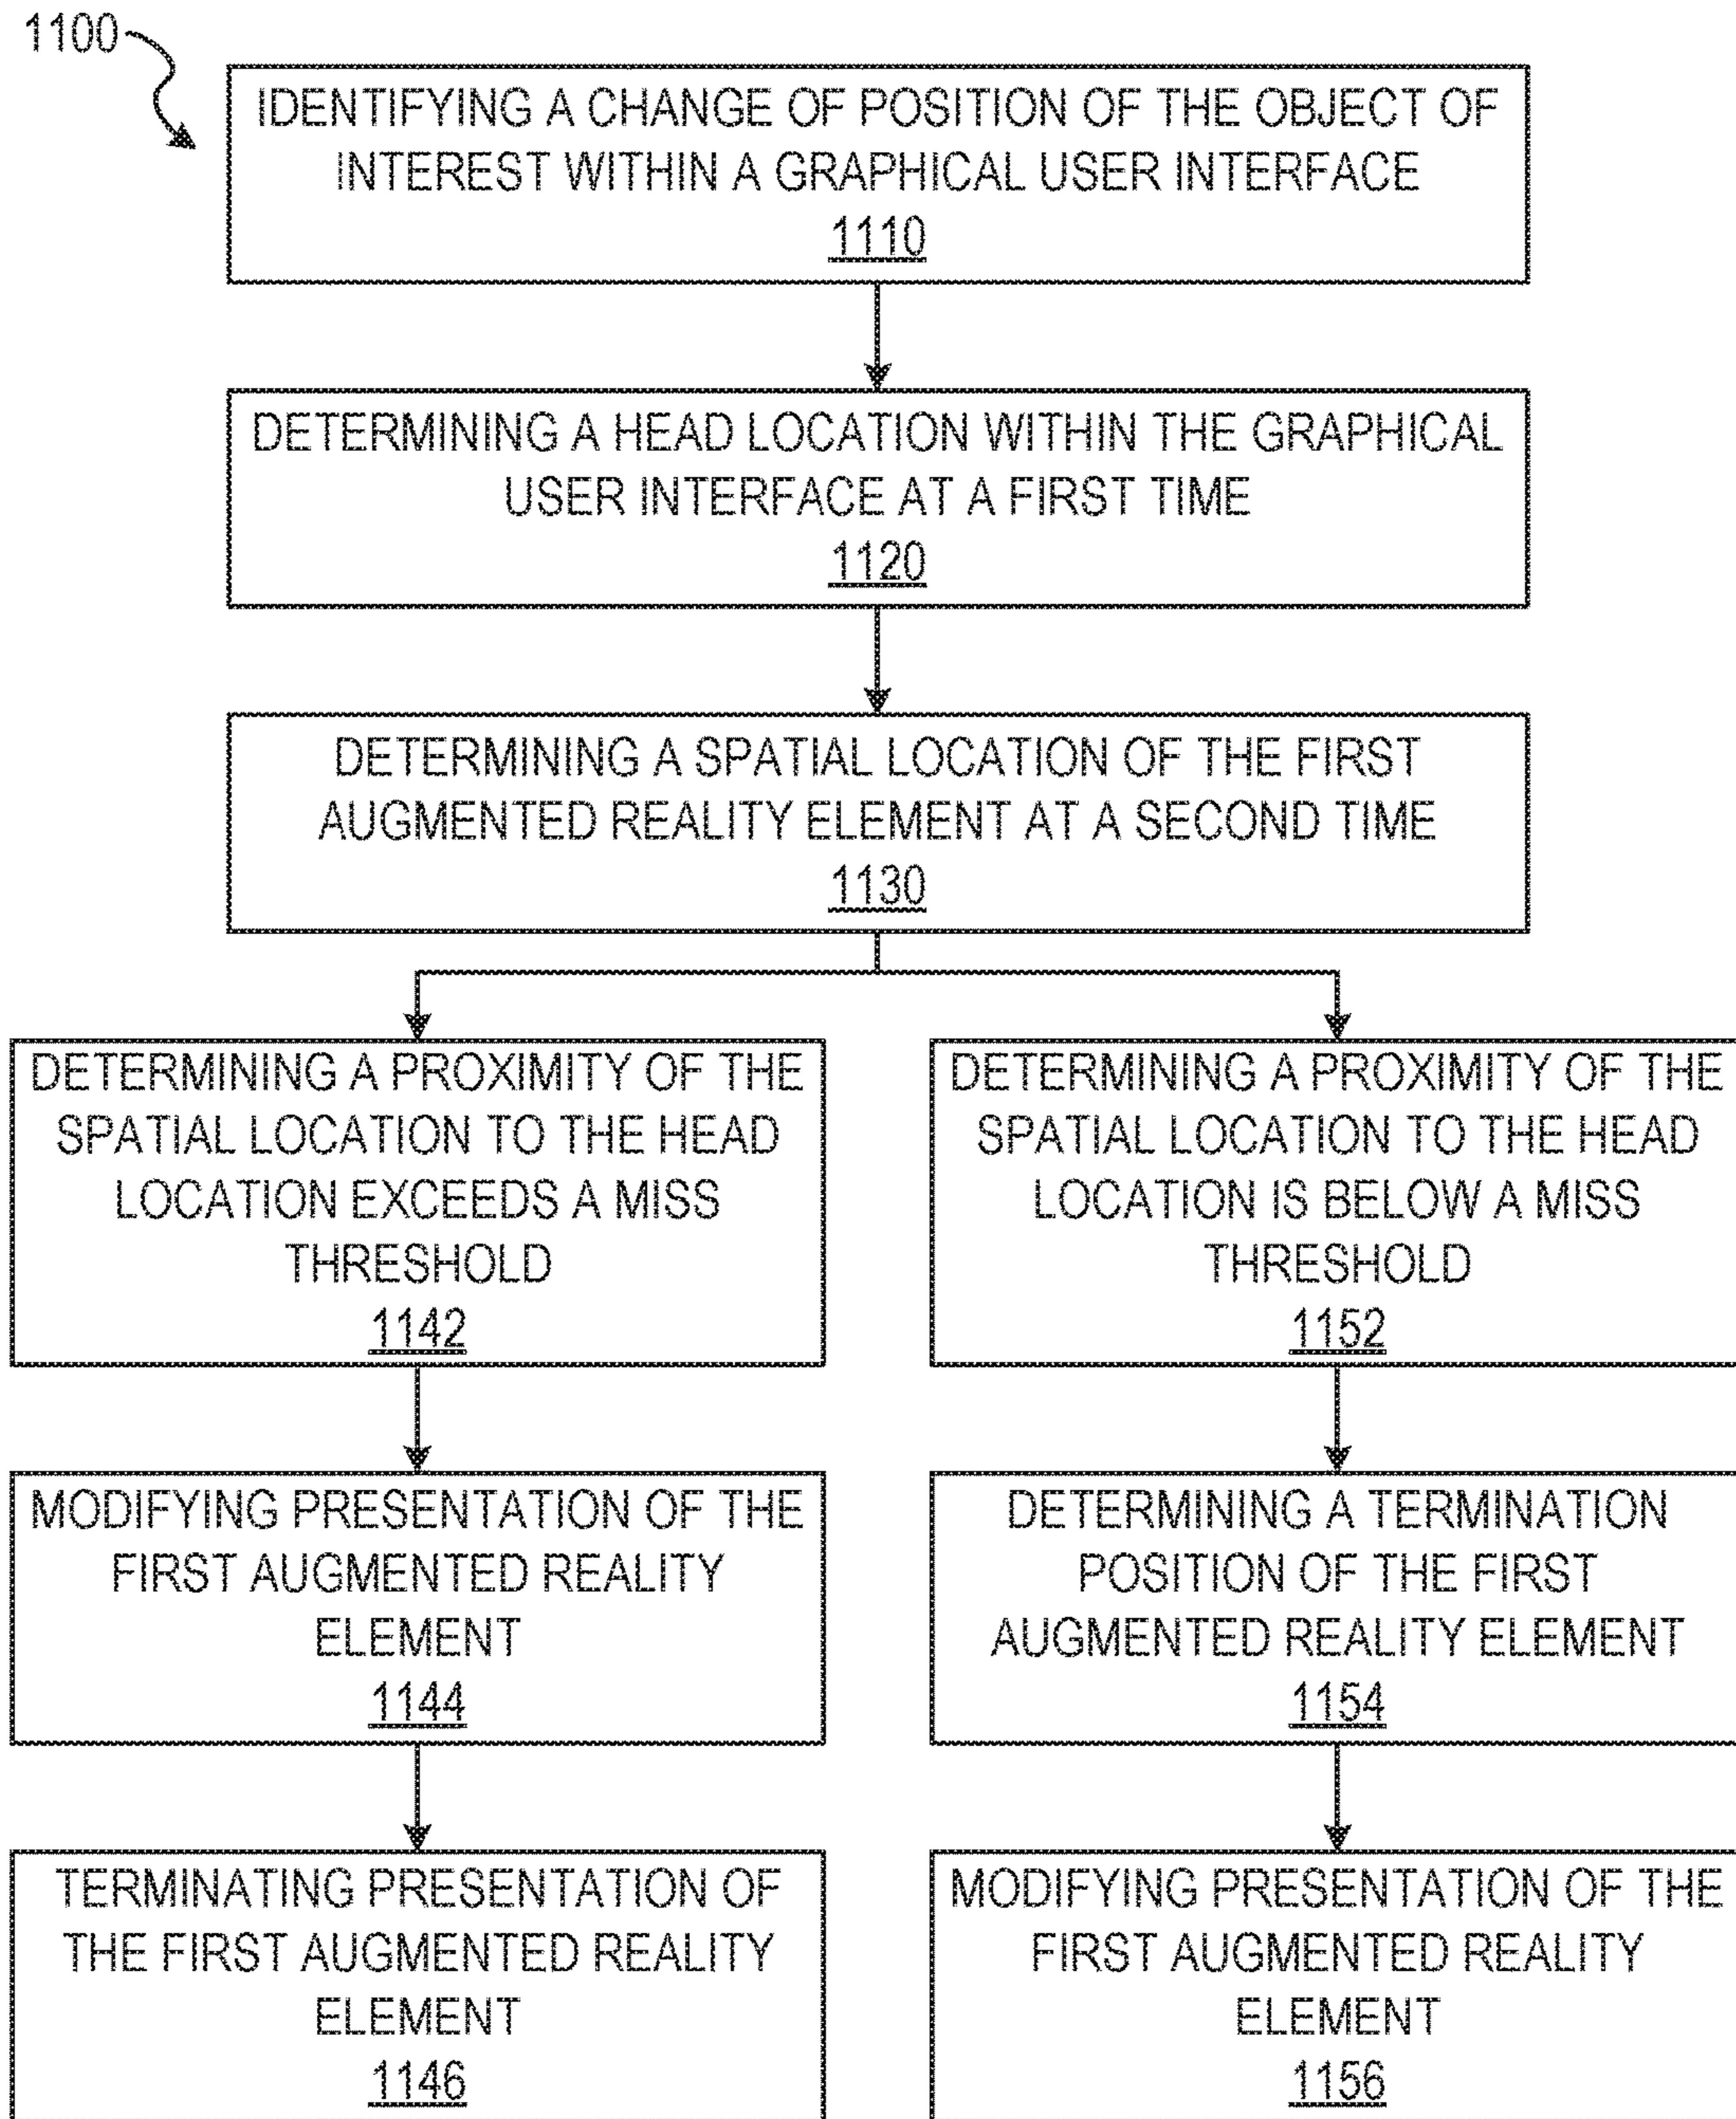 1100
IDENTIFYING A CHANGE OF POSITION OF THE OBJECT OF
INTEREST WITHIN A GRAPHICAL USER INTERFACE
1110
DETERMINING A HEAD LOCATION WITHIN THE GRAPHICAL
USER INTERFACE AT A FIRST TIME
1120
DETERMINING A SPATIAL LOCATION OF THE FIRST
AUGMENTED REALITY ELEMENT AT A SECOND TIME
1130
DETERMINING A PROXIMITY OF THE
SPATIAL LOCATION TO THE HEAD
LOCATION EXCEEDS A MISS
THRESHOLD
1142
DETERMINING A PROXIMITY OF THE
SPATIAL LOCATION TO THE HEAD
LOCATION IS BELOW A MISS
THRESHOLD
1152
MODIFYING PRESENTATION OF THE
FIRST AUGMENTED REALITY
ELEMENT
1144
DETERMINING A TERMINATION
POSITION OF THE FIRST
AUGMENTED REALITY ELEMENT
1154
TERMINATING PRESENTATION OF
THE FIRST AUGMENTED REALITY
ELEMENT
1146
MODIFYING PRESENTATION OF THE
FIRST AUGMENTED REALITY
ELEMENT
1156